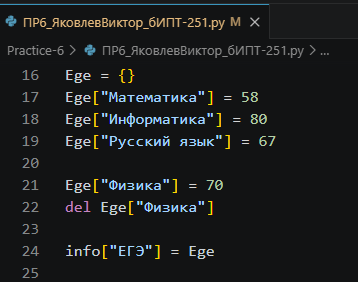 ПР6_ЯковлевВиктор_бИПТ-251.py M
Practice-6 > ПР6_ЯковлевВиктор_бИПТ-251.py > ...
16 Ege = {}
17 Ege["Математика"] = 58
18 Ege["Информатика"] = 80
19 Ege["Русский язык"] = 67
20
21 Ege["Физика"] = 70
22 del Ege["Физика"]
23
24 info["ЕГЭ"] = Ege
25